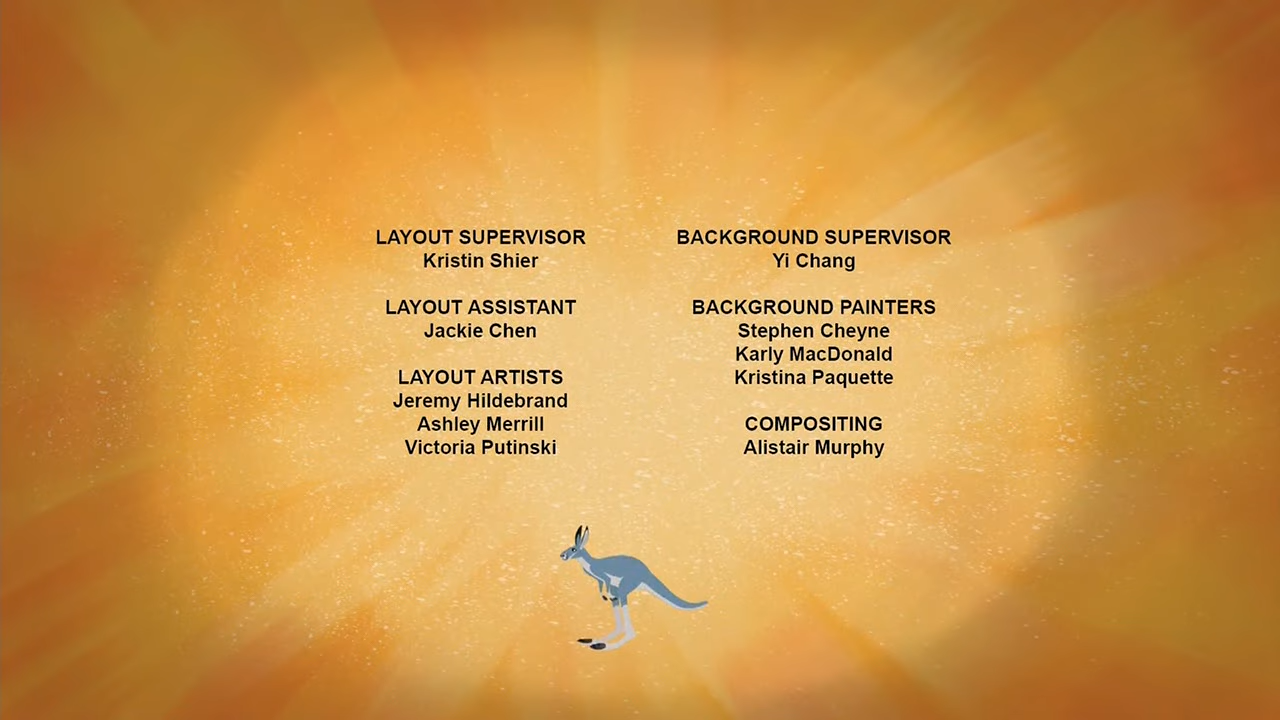 LAYOUT SUPERVISOR
Kristin Shier
LAYOUT ASSISTANT
Jackie Chen
LAYOUT ARTISTS
Jeremy Hildebrand
Ashley Merrill
Victoria Putinski
BACKGROUND SUPERVISOR
Yi Chang
BACKGROUND PAINTERS
Stephen Cheyne
Karly MacDonald
Kristina Paquette
COMPOSITING
Alistair Murphy